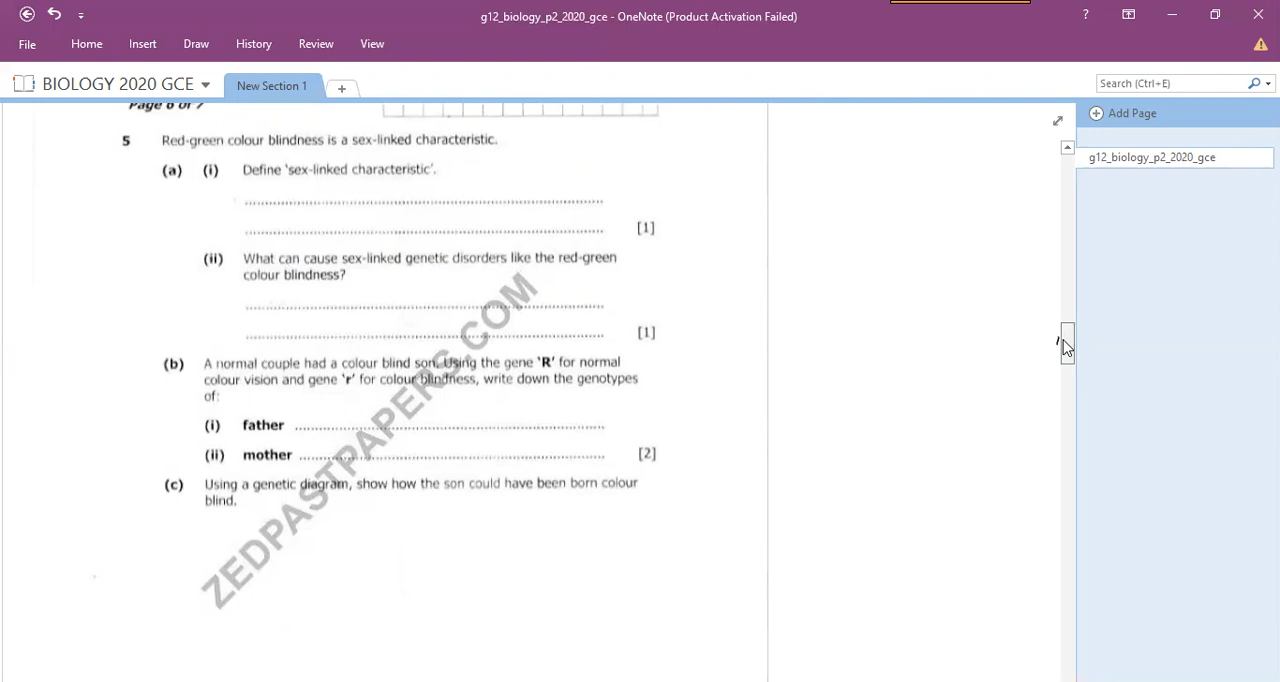 g12_biology_p2_2020_gce - OneNote (Product Activation Failed)
?
File Home Insert Draw History Review View
BIOLOGY 2020 GCE
New Section 1
+
Search (Ctrl+E)
Add Page
g12_biology_p2_2020_gce
Page 6 of 7
5 Red-green colour blindness is a sex-linked characteristic.
(a) (i) Define 'sex-linked characteristic'.
[1]
(ii) What can cause sex-linked genetic disorders like the red-green
colour blindness?
[1]
(b) A normal couple had a colour blind son. Using the gene 'R' for normal
colour vision and gene 'r' for colour blindness, write down the genotypes
of:
(i) father
(ii) mother [2]
(c) Using a genetic diagram, show how the son could have been born colour
blind.
ZEDPASTPAPERS.COM